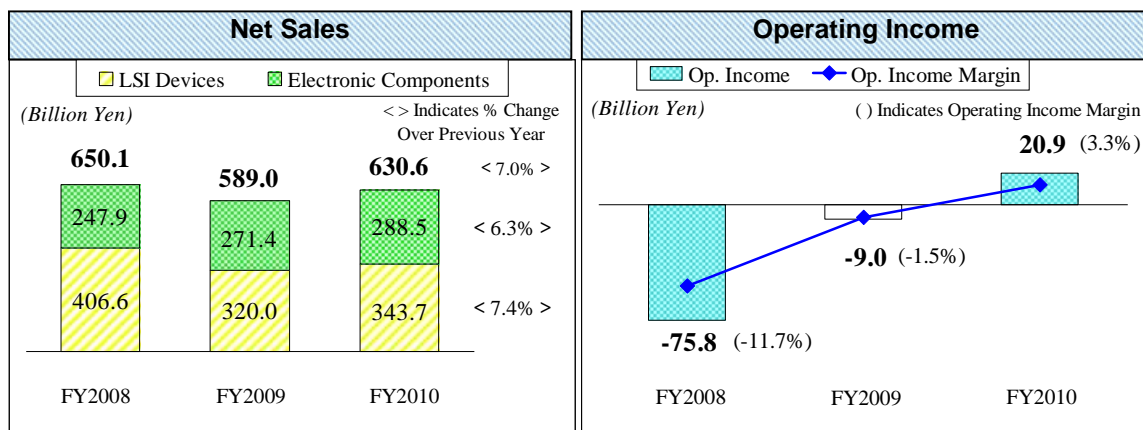 Net Sales
LSI Devices Electronic Components
(Billion Yen)
< > Indicates % Change
Over Previous Year
650.1
589.0
630.6
< 7.0% >
247.9
271.4
288.5
< 6.3% >
406.6
320.0
343.7
< 7.4% >
FY2008 FY2009 FY2010
Operating Income
Op. Income Op. Income Margin
(Billion Yen)
( ) Indicates Operating Income Margin
20.9 (3.3%)
-9.0 (-1.5%)
-75.8 (-11.7%)
FY2008 FY2009 FY2010